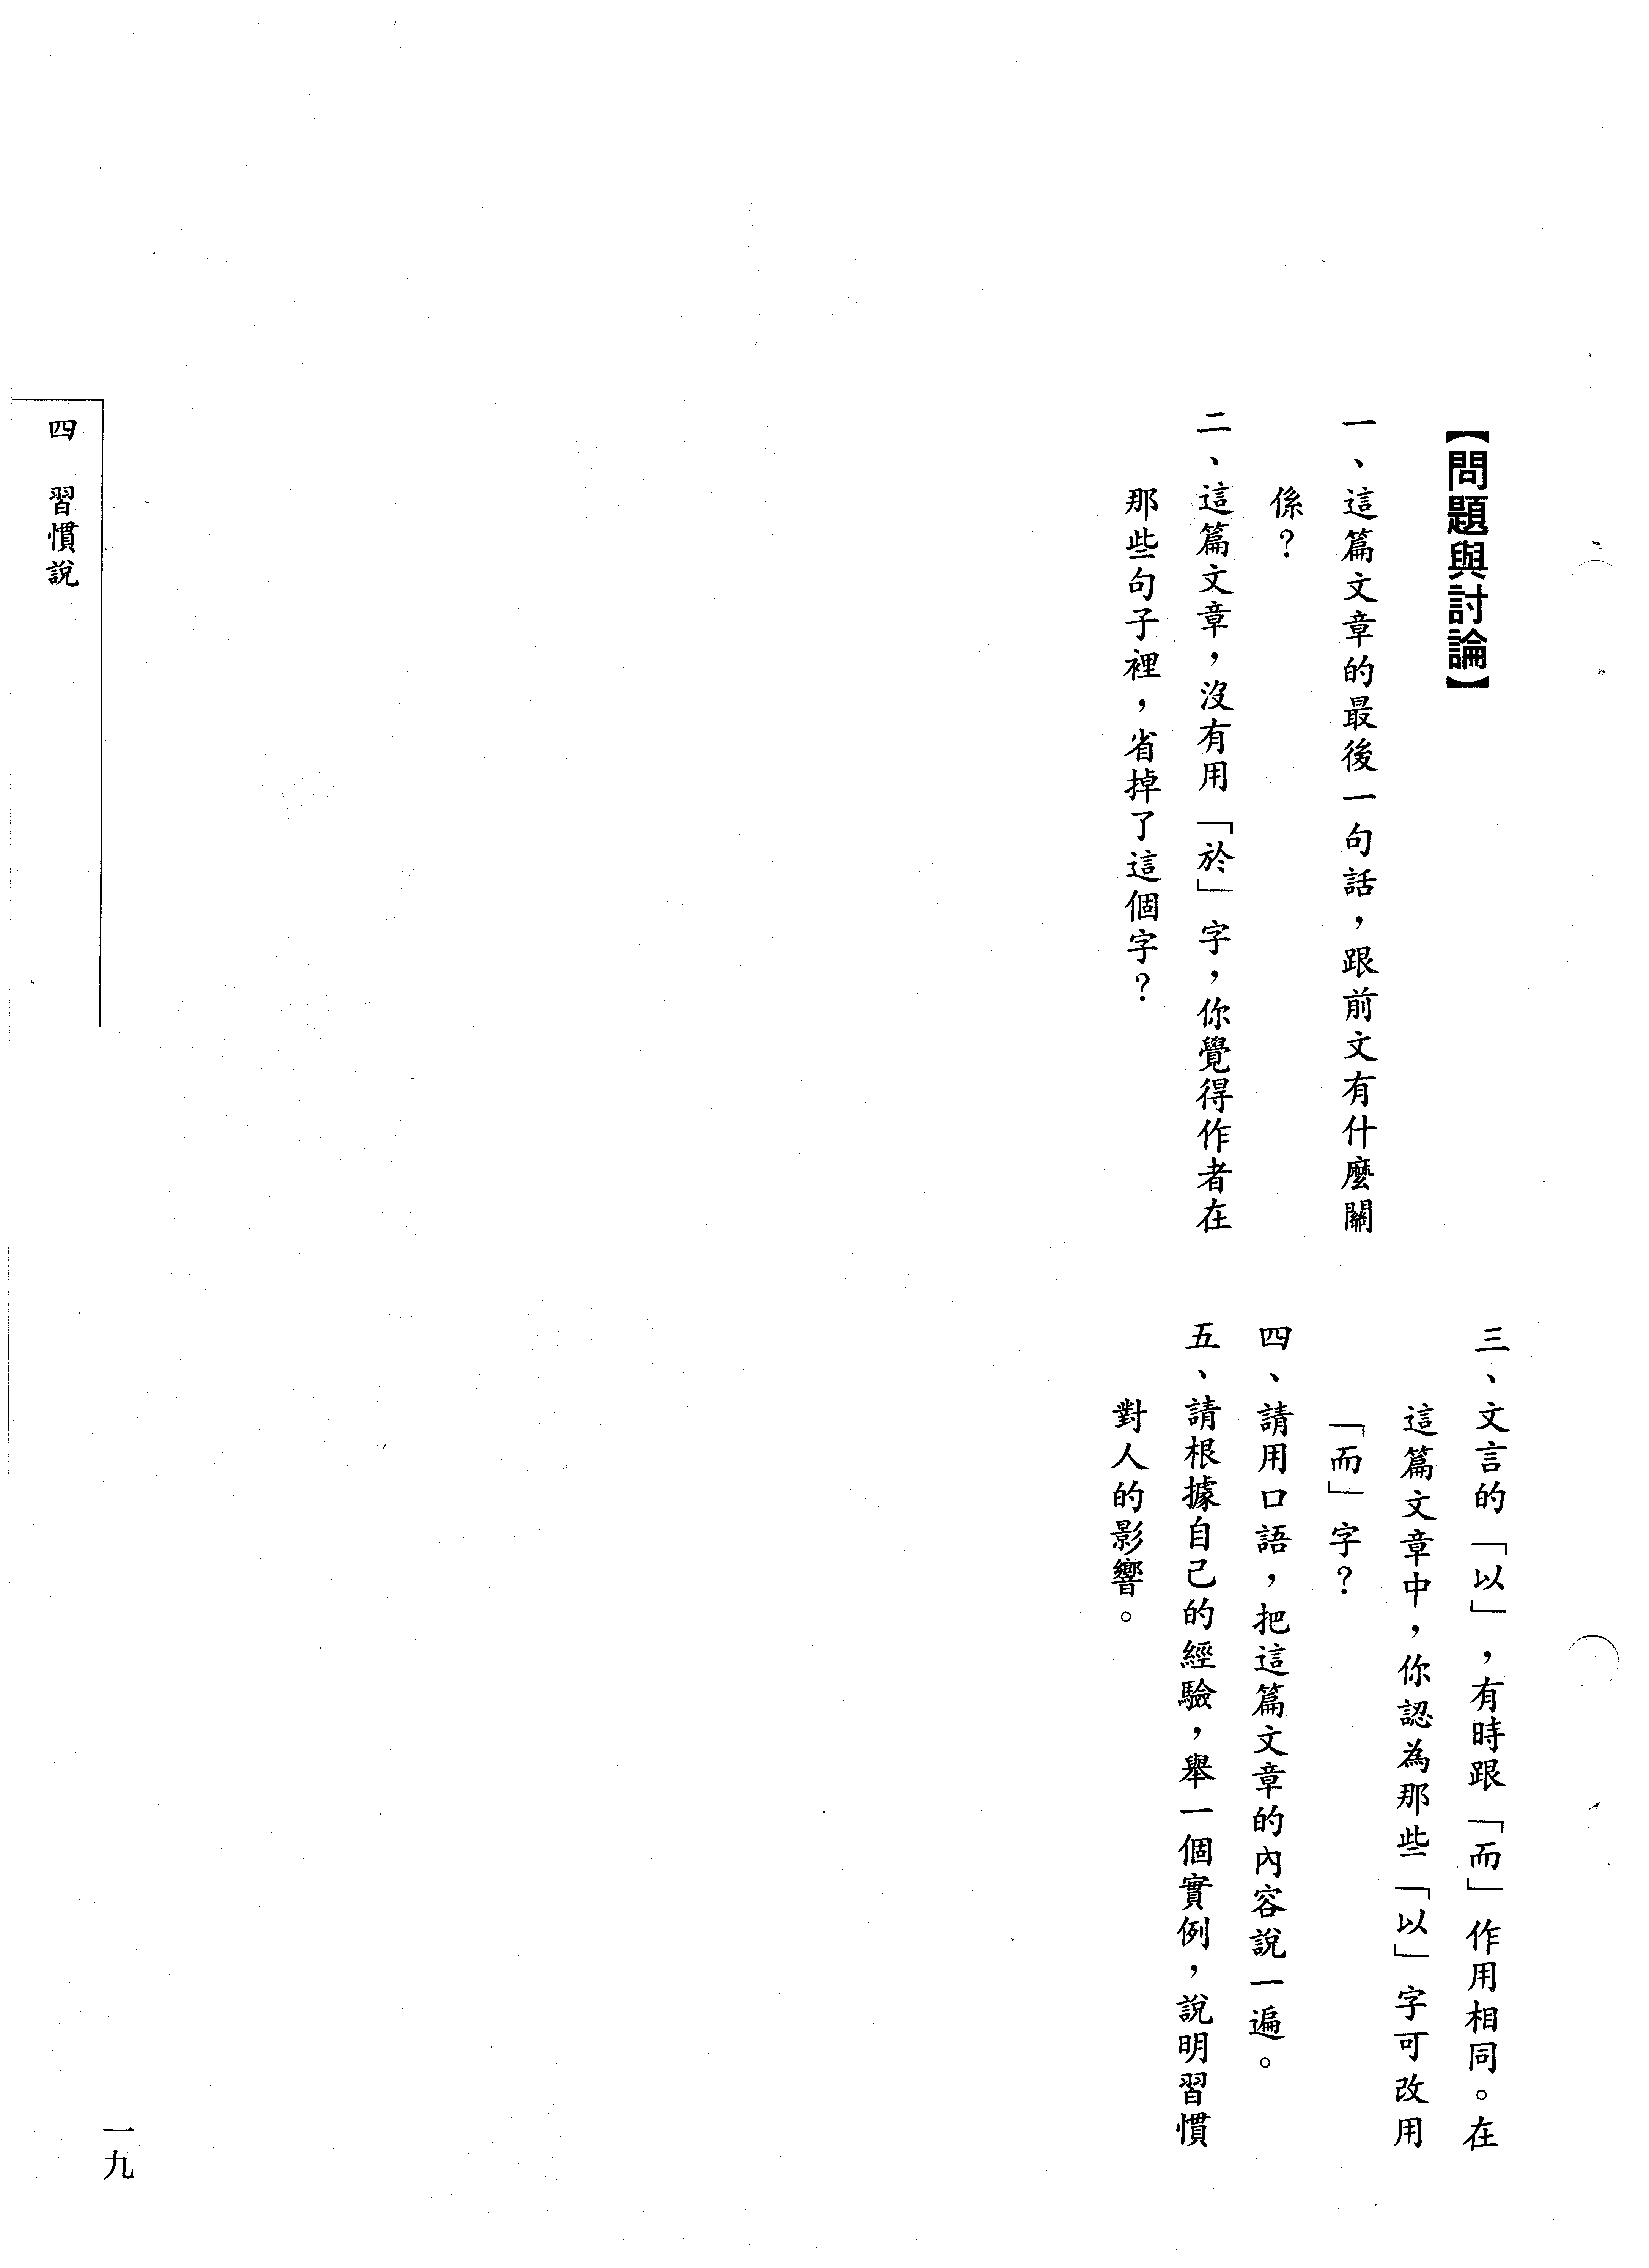 【問題與討論】
一、這篇文章的最後一句話，跟前文有什麼關
係？
二、這篇文章，沒有用「於」字，你覺得作者在
那些句子裡，省掉了這個字？
三、文言的「以」，有時跟「而」作用相同。在
這篇文章中，你認為那些「以」字可改用
「而」字？
四、請用口語，把這篇文章的內容說一遍。
五、請根據自己的經驗，舉一個實例，說明習慣
對人的影響。
四 習慣說
一九